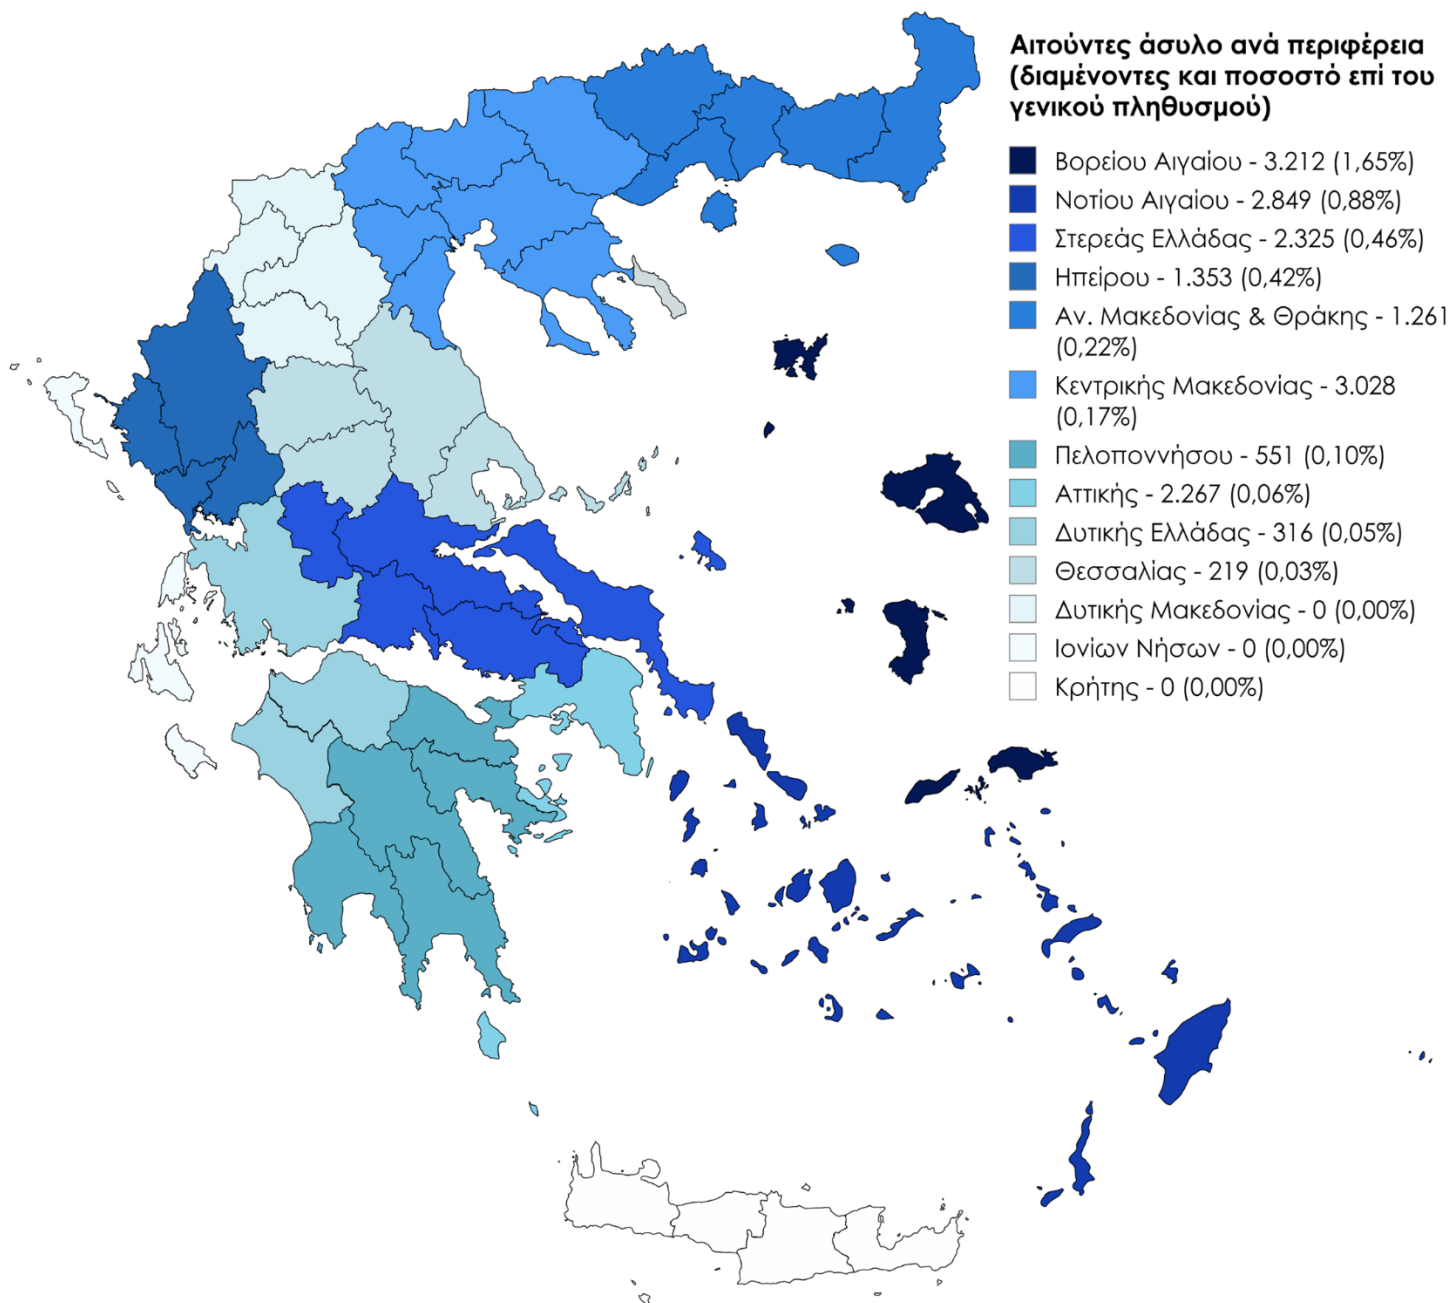 Αιτούντες άσυλο ανά περιφέρεια
(διαμένοντες και ποσοστό επί του
γενικού πληθυσμού)
Βορείου Αιγαίου - 3.212 (1,65%)
Νοτίου Αιγαίου - 2.849 (0,88%)
Στερεάς Ελλάδας - 2.325 (0,46%)
Ηπείρου - 1.353 (0,42%)
Αν. Μακεδονίας & Θράκης - 1.261
(0,22%)
Κεντρικής Μακεδονίας - 3.028
(0,17%)
Πελοποννήσου - 551 (0,10%)
Αττικής - 2.267 (0,06%)
Δυτικής Ελλάδας - 316 (0,05%)
Θεσσαλίας - 219 (0,03%)
Δυτικής Μακεδονίας - 0 (0,00%)
Ιονίων Νήσων - 0 (0,00%)
Κρήτης - 0 (0,00%)